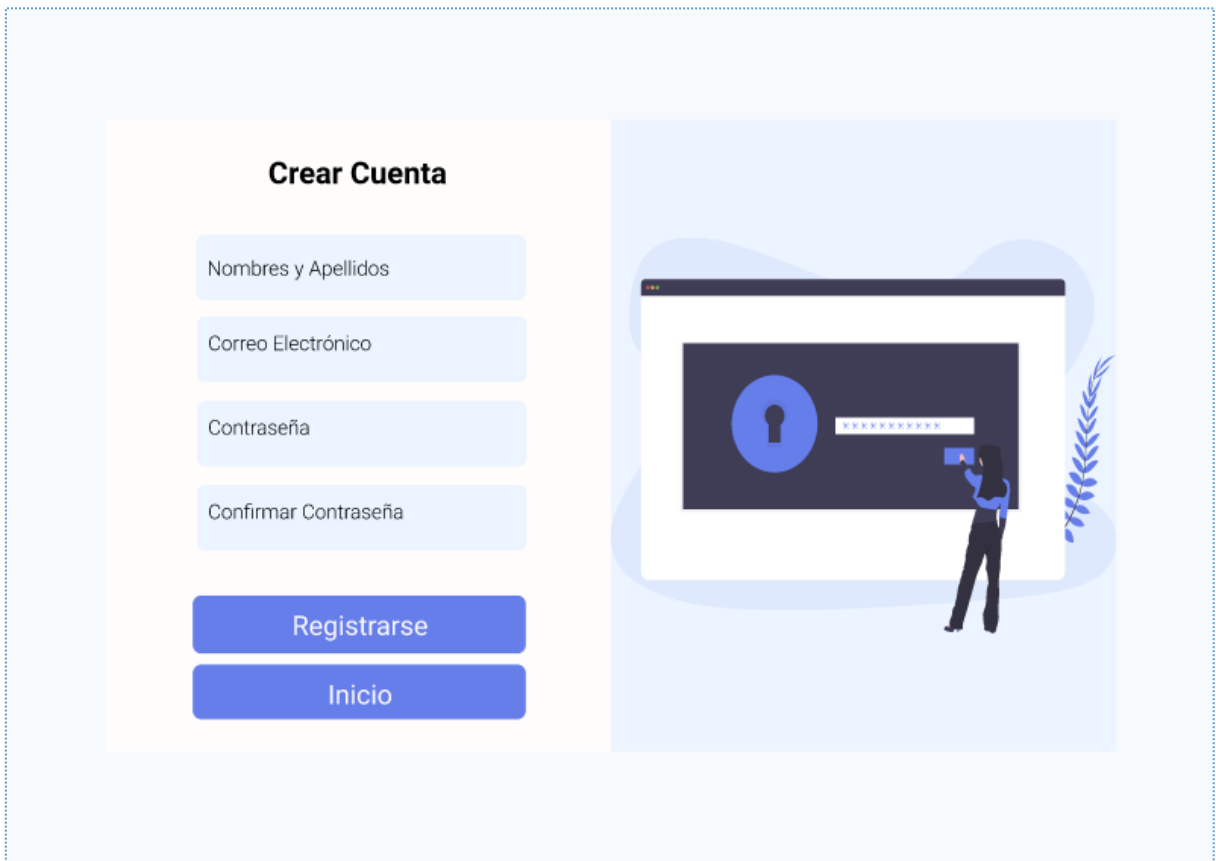 Crear Cuenta
Nombres y Apellidos
Correo Electrónico
Contraseña
Confirmar Contraseña
Registrarse
Inicio
***********